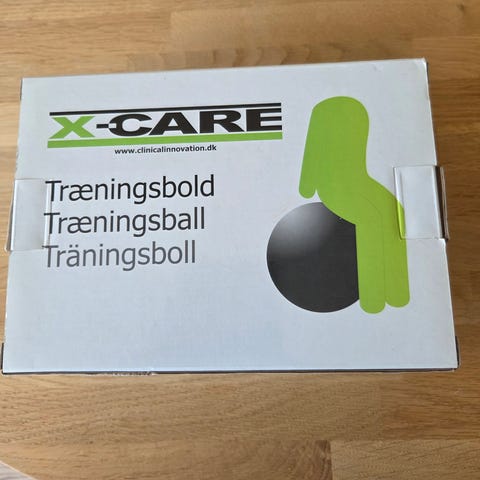 X-CARE
www.clinicalinnovation.dk
Træningsbold
Træningsball
Träningsboll